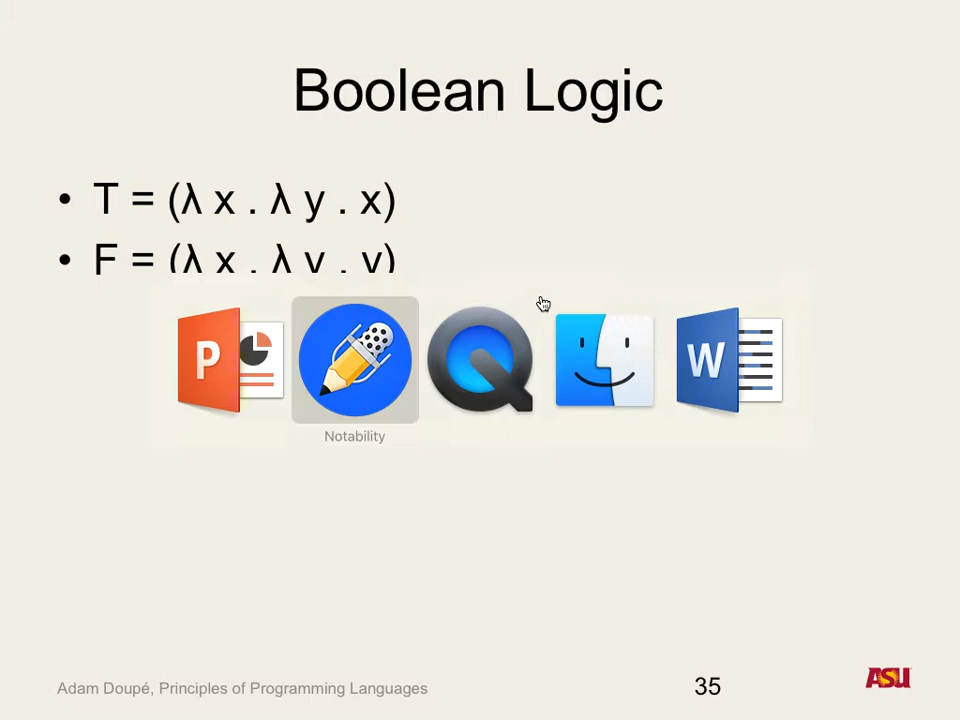 Boolean Logic
• T = (λ x . λ y . x)
• F = (λ x . λ y . y)
P
W
Notability
Adam Doupé, Principles of Programming Languages
35
ASU